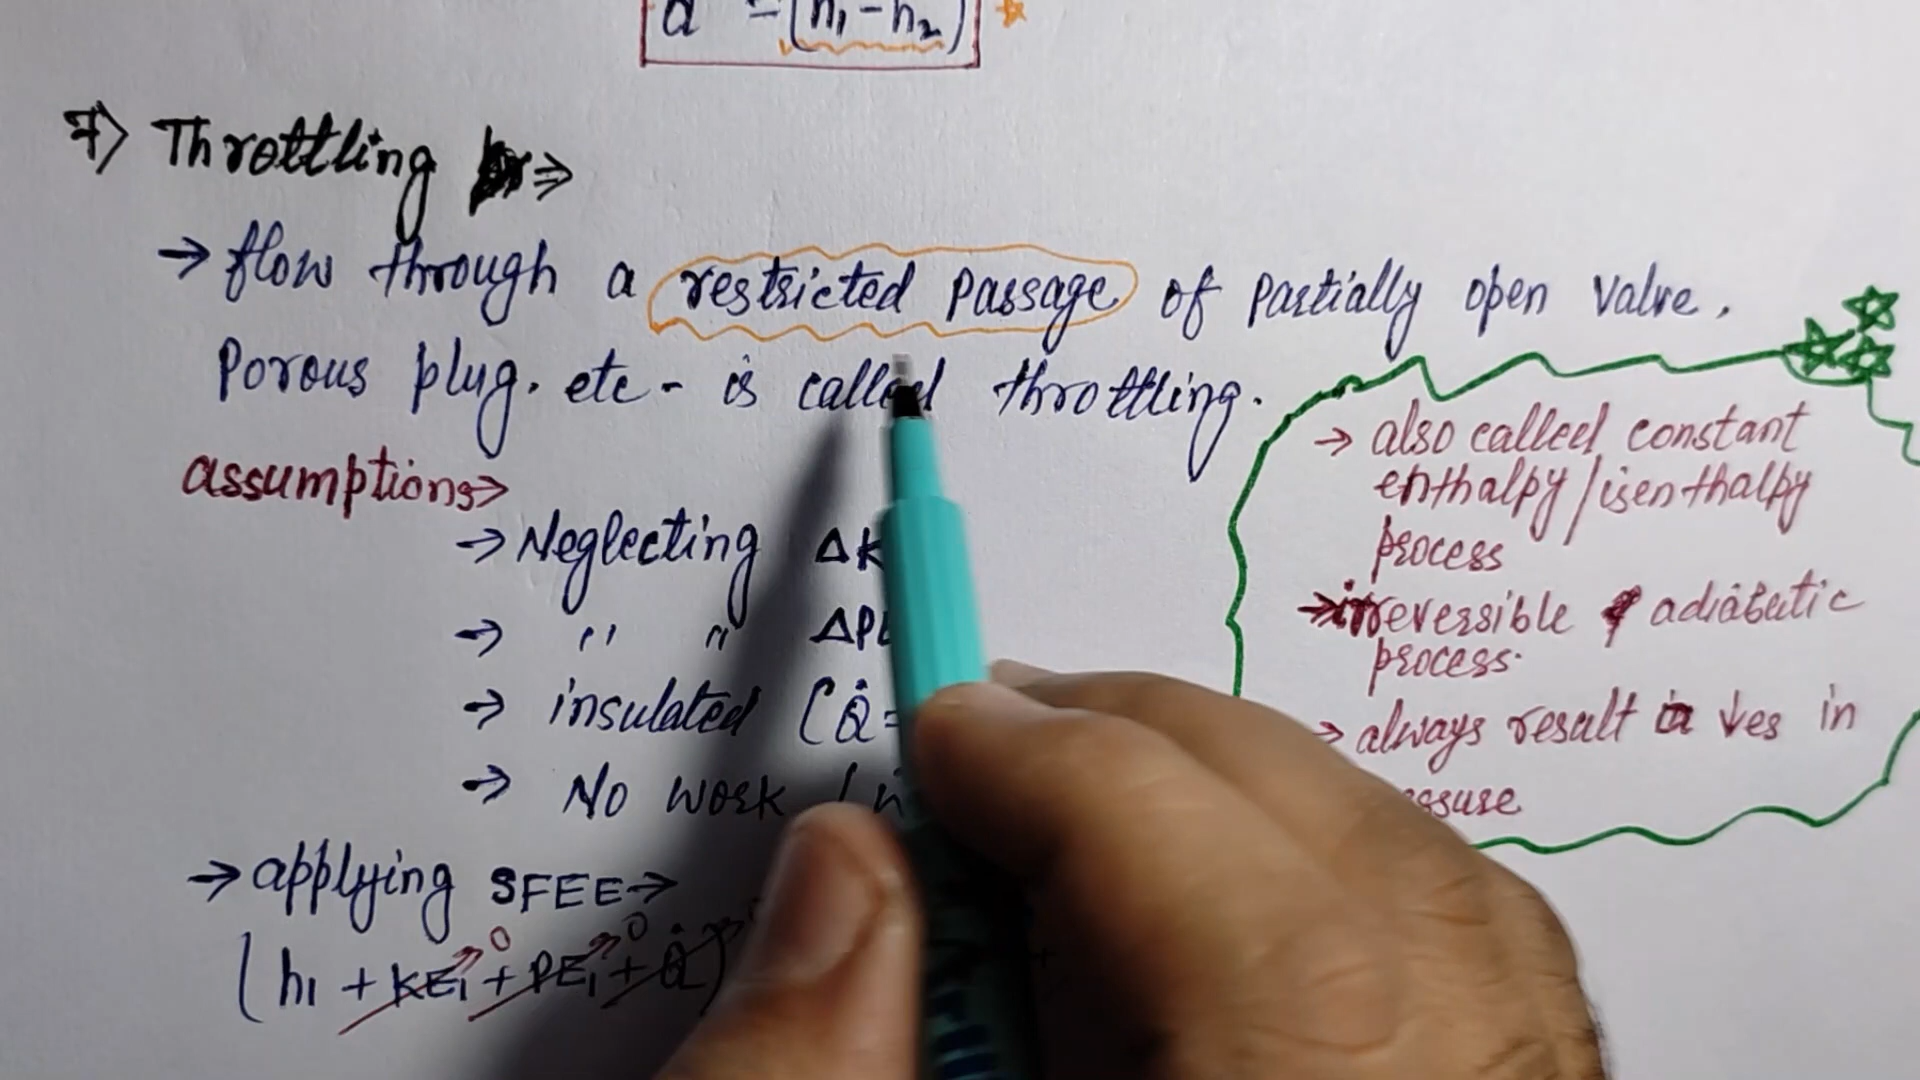 = (h₁ - h₂)
7) Throttling ⇒
→ flow through a restricted passage of partially open valve.
porous plug. etc - is called throttling.
assumptions→
→ Neglecting ΔK
→ " " ΔP
→ insulated (Q̇ =
→ No work (
→ applying SFEE→
(h₁ + KE₁ + PE₁ + Q̇)
0 0
→ also called constant
enthalpy/isenthalpy
process
→irreversible adiabatic
process.
→ always result in ↓es in